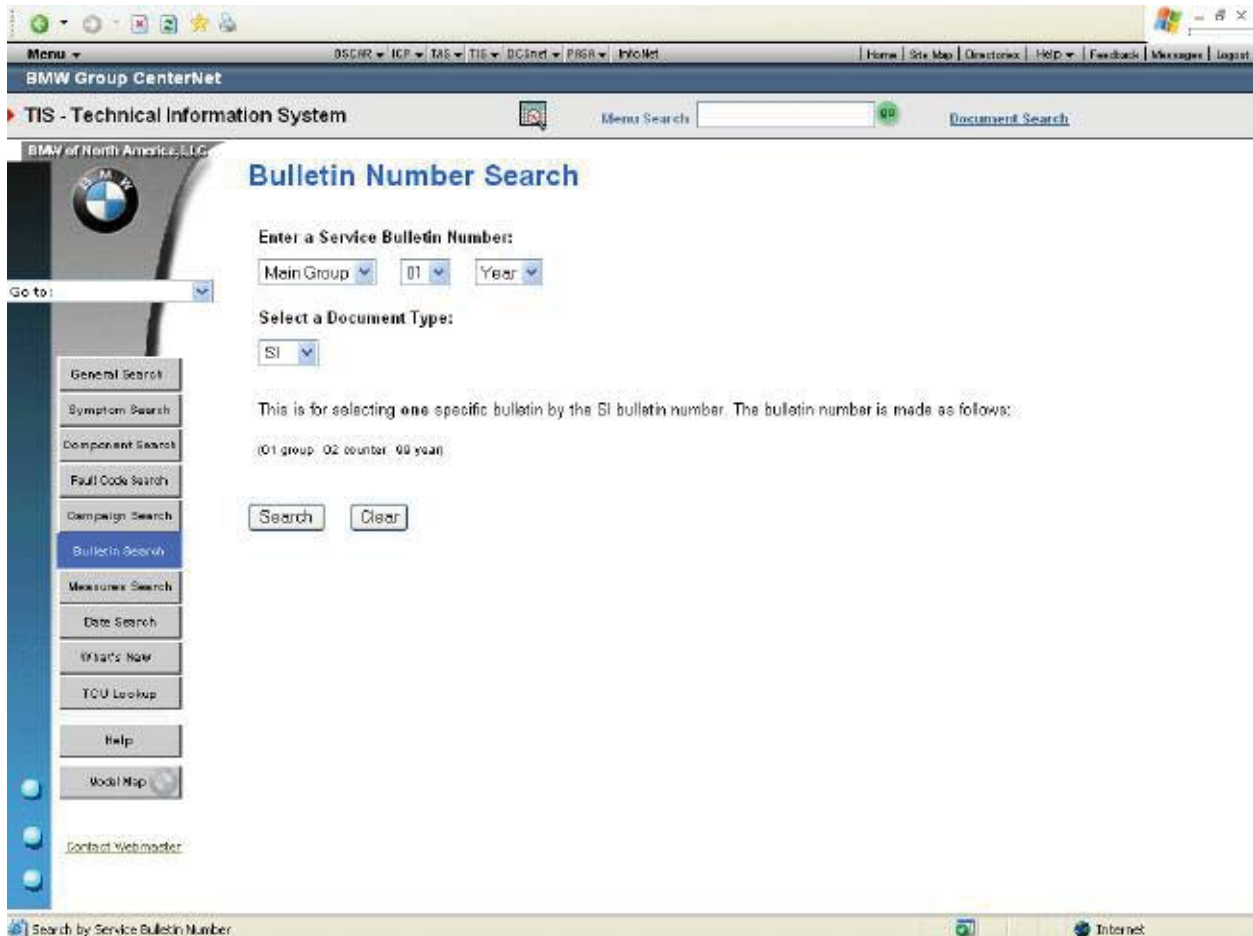 Menu OSCAR ICP TAS TIS DCSnet PRSR InfoNet | Home | Site Map | Directories | Help | Feedback | Messages | Logout
BMW Group CenterNet
TIS - Technical Information System Menu Search go Document Search
BMW of North America, LLC
BMW
Bulletin Number Search
Enter a Service Bulletin Number:
Main Group 01 Year
Go to:
Select a Document Type:
SI
General Search
Symptom Search
This is for selecting one specific bulletin by the SI bulletin number. The bulletin number is made as follows:
Component Search
(01 group 02 counter year)
Fault Code Search
Campaign Search
Search Clear
Bulletin Search
Measures Search
Date Search
What's New
TCU Lookup
Help
Model Map
Contact Webmaster
Search by Service Bulletin Number Internet